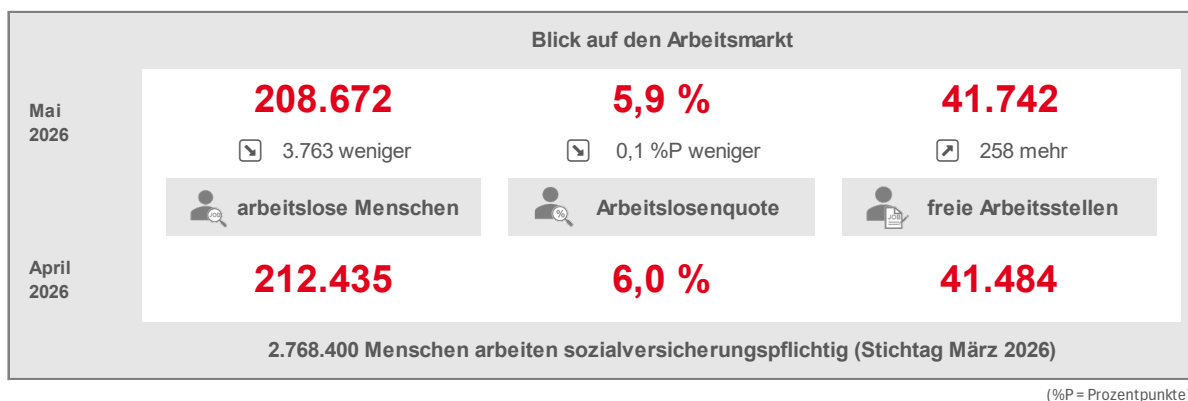 Blick auf den Arbeitsmarkt
Mai
2026
208.672
5,9 %
41.742
3.763 weniger
0,1 %P weniger
258 mehr
JOB
arbeitslose Menschen
%
Arbeitslosenquote
JOB
freie Arbeitsstellen
April
2026
212.435
6,0 %
41.484
2.768.400 Menschen arbeiten sozialversicherungspflichtig (Stichtag März 2026)
(%P = Prozentpunkte)